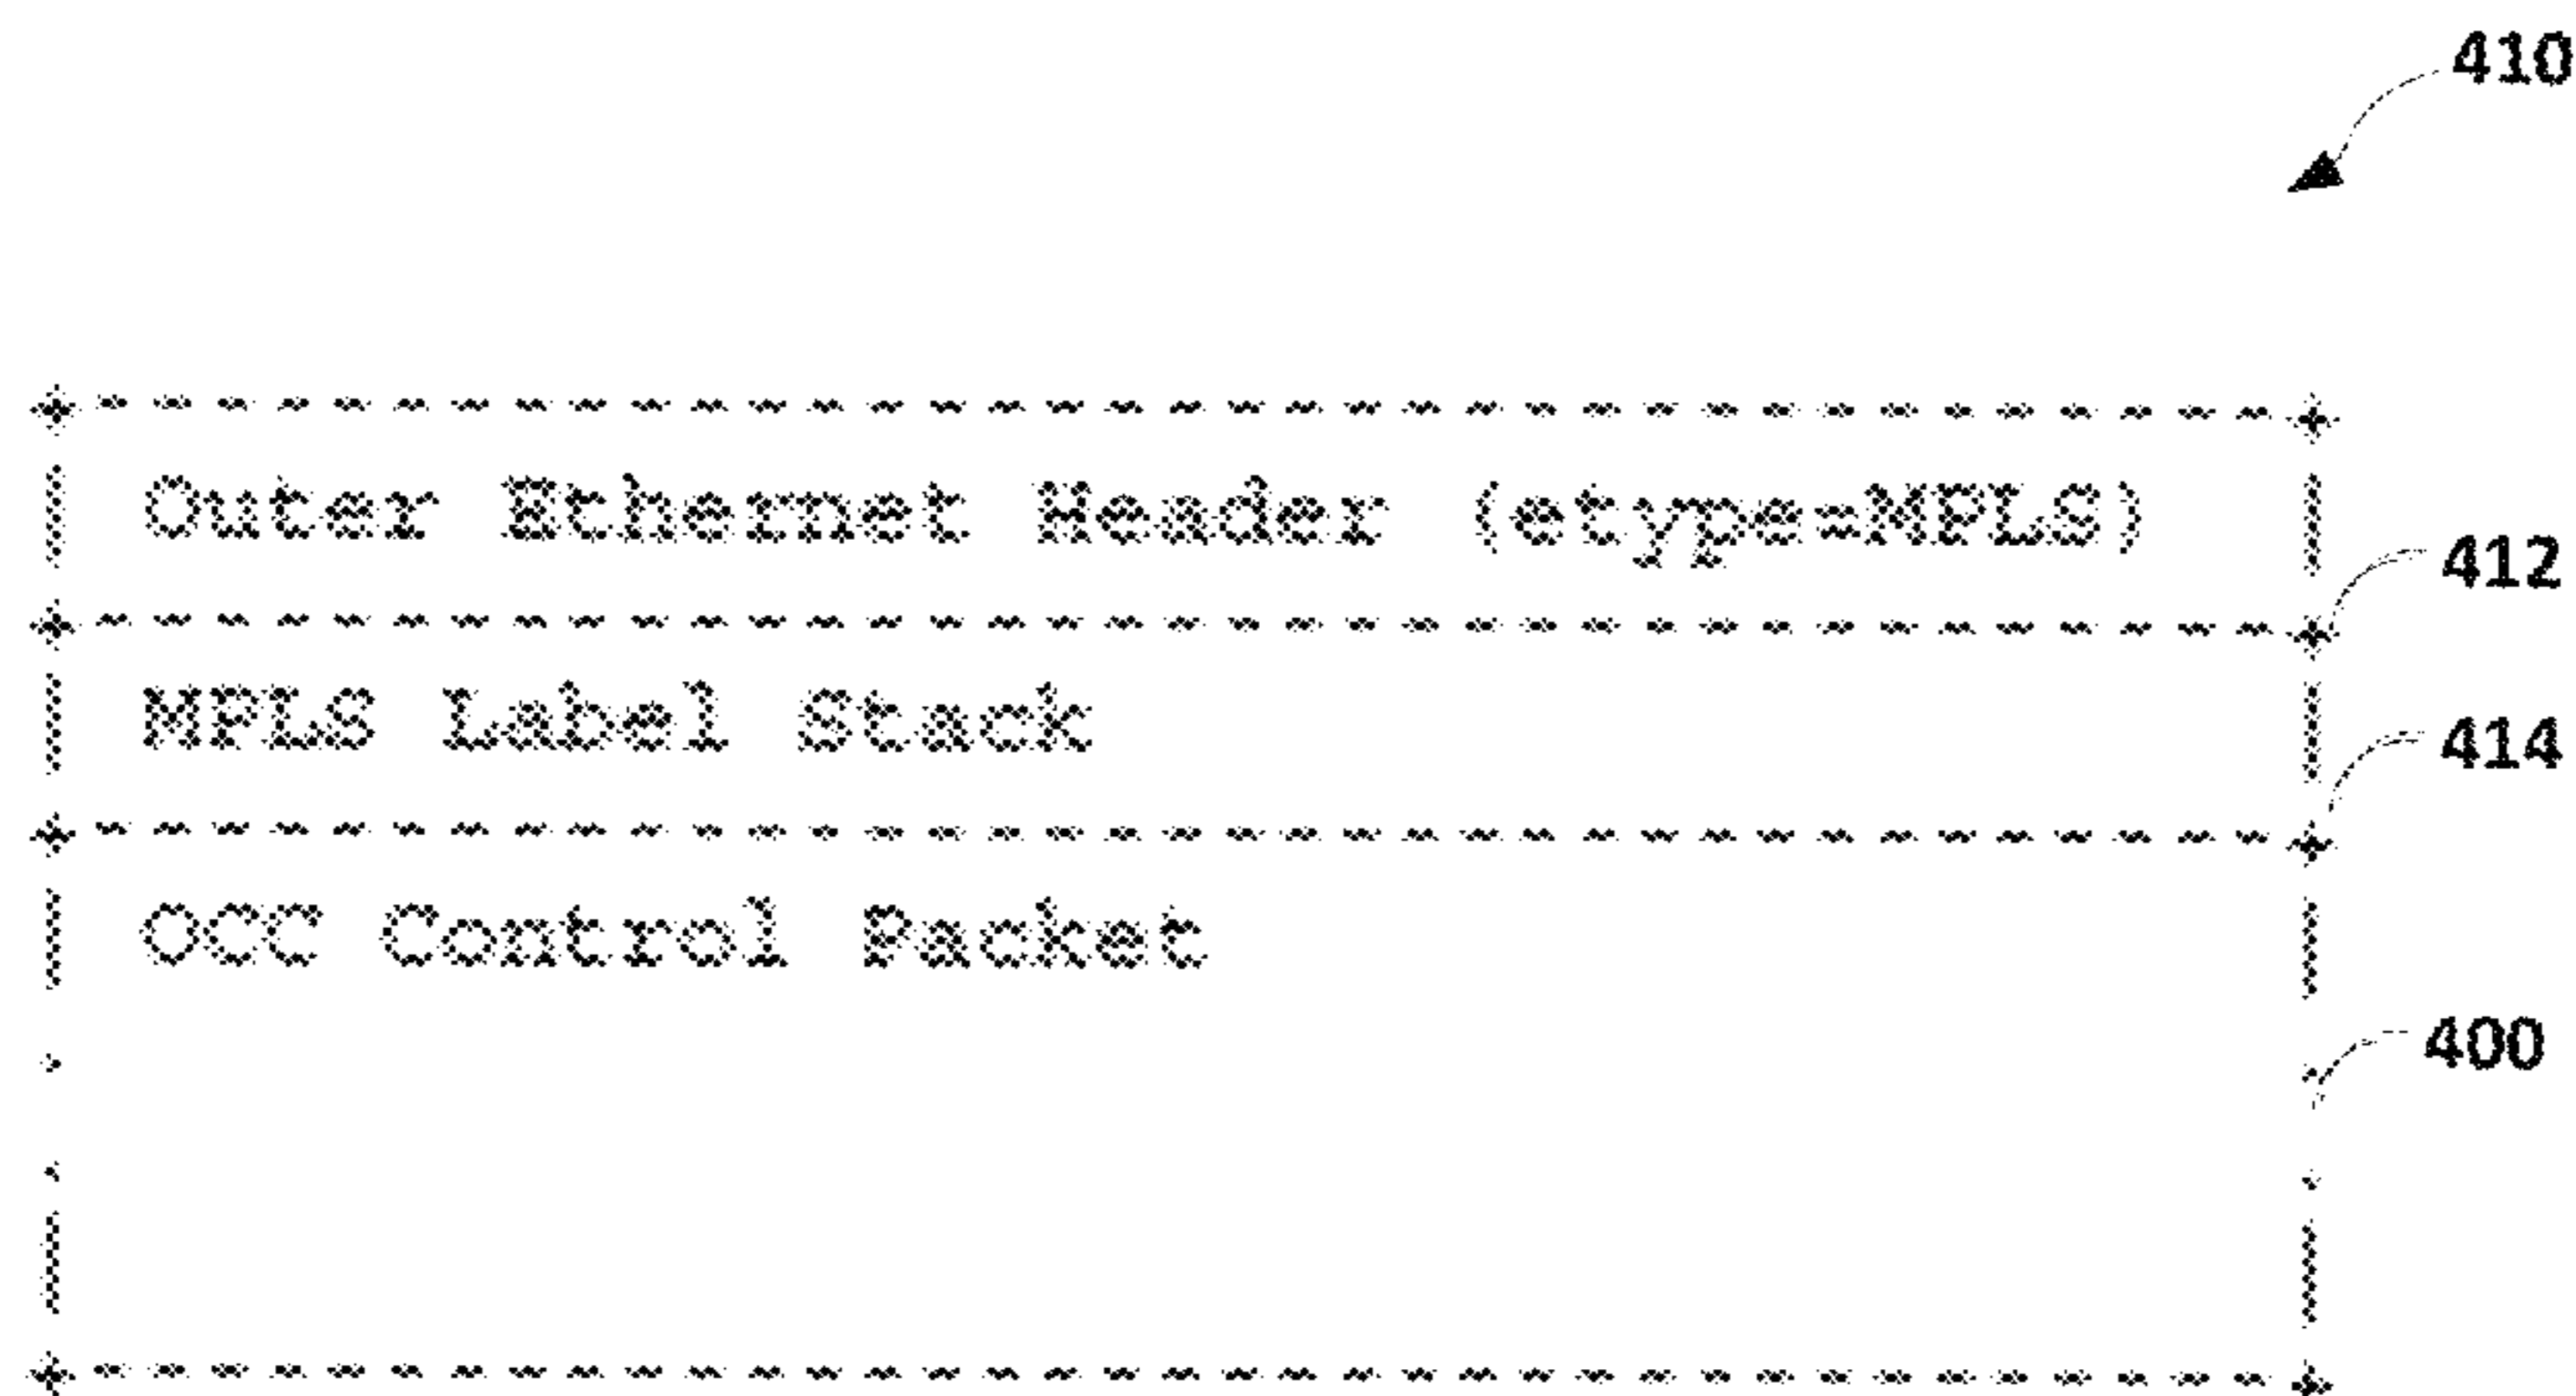 410
Outer Ethernet Header (etype=MPLS)
412
MPLS Label Stack
414
OCC Control Packet
400